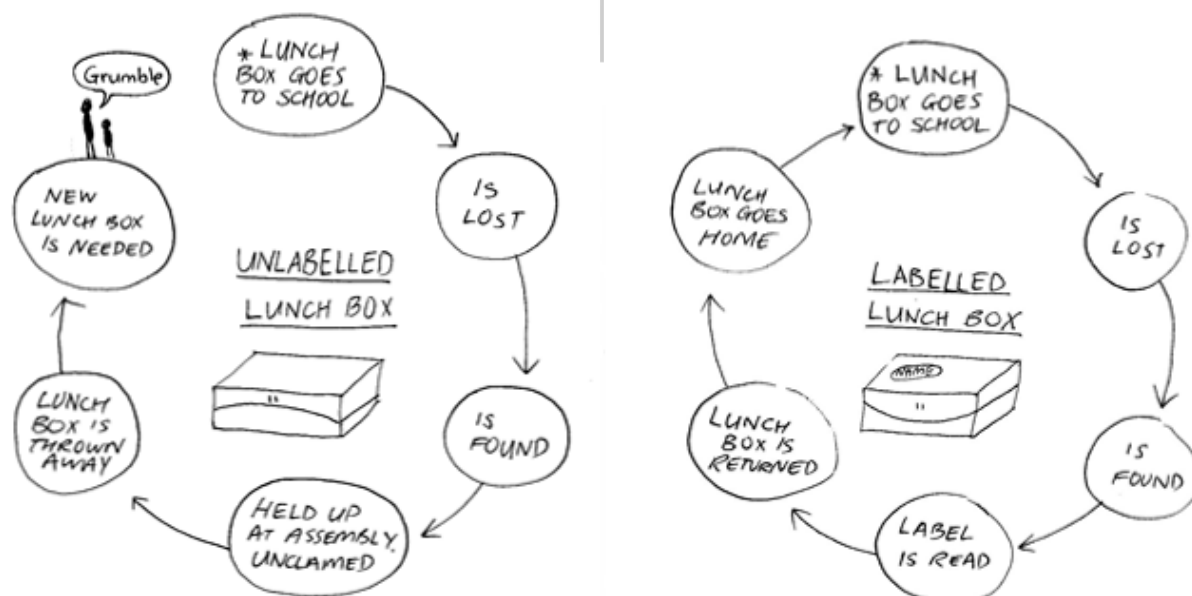 * LUNCH
BOX GOES
TO SCHOOL
IS
LOST
IS
FOUND
HELD UP
AT ASSEMBLY.
UNCLAIMED
LUNCH
BOX IS
THROWN
AWAY
NEW
LUNCH BOX
IS NEEDED
Grumble
UNLABELLED
LUNCH BOX
* LUNCH
BOX GOES
TO SCHOOL
IS
LOST
IS
FOUND
LABEL
IS READ
LUNCH
BOX IS
RETURNED
LUNCH
BOX GOES
HOME
LABELLED
LUNCH BOX
NAME